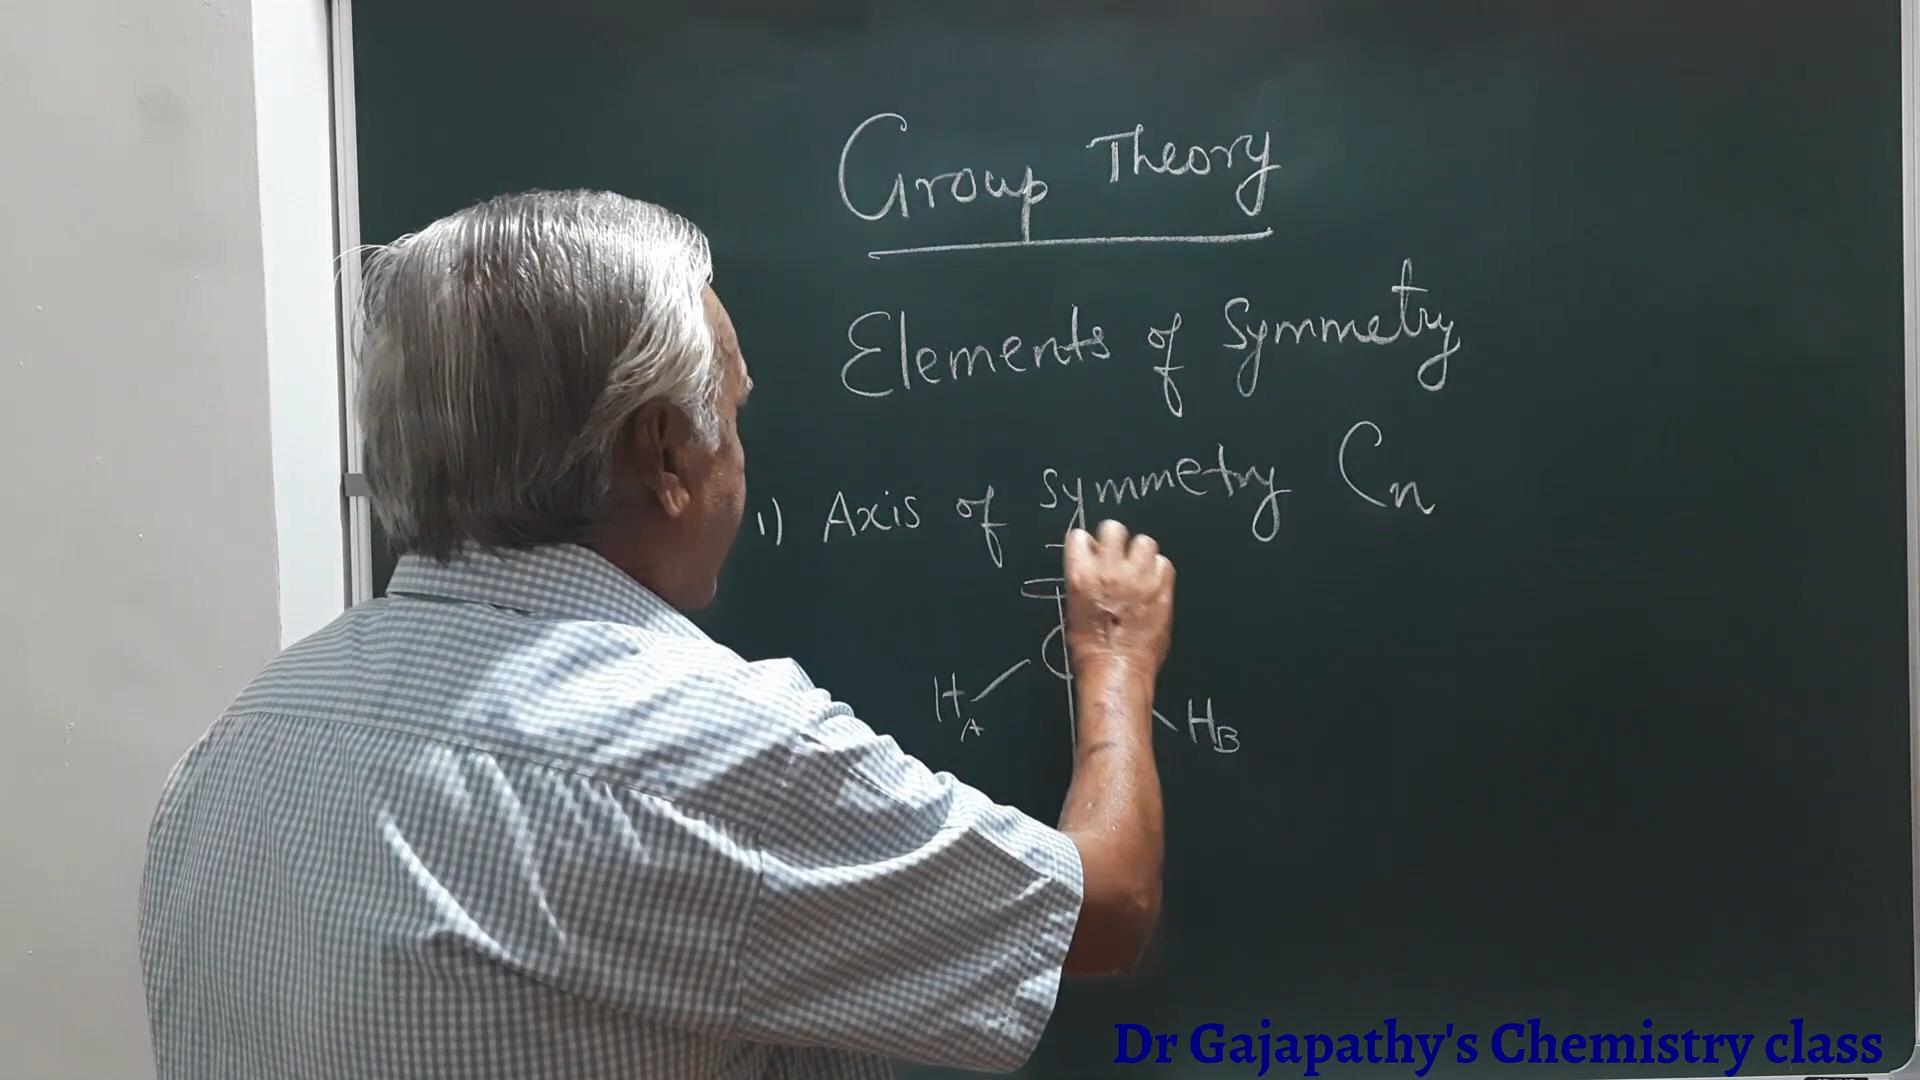 Group Theory
Elements of Symmetry
1) Axis of Symmetry Cn
HA HB
Dr Gajapathy's Chemistry class